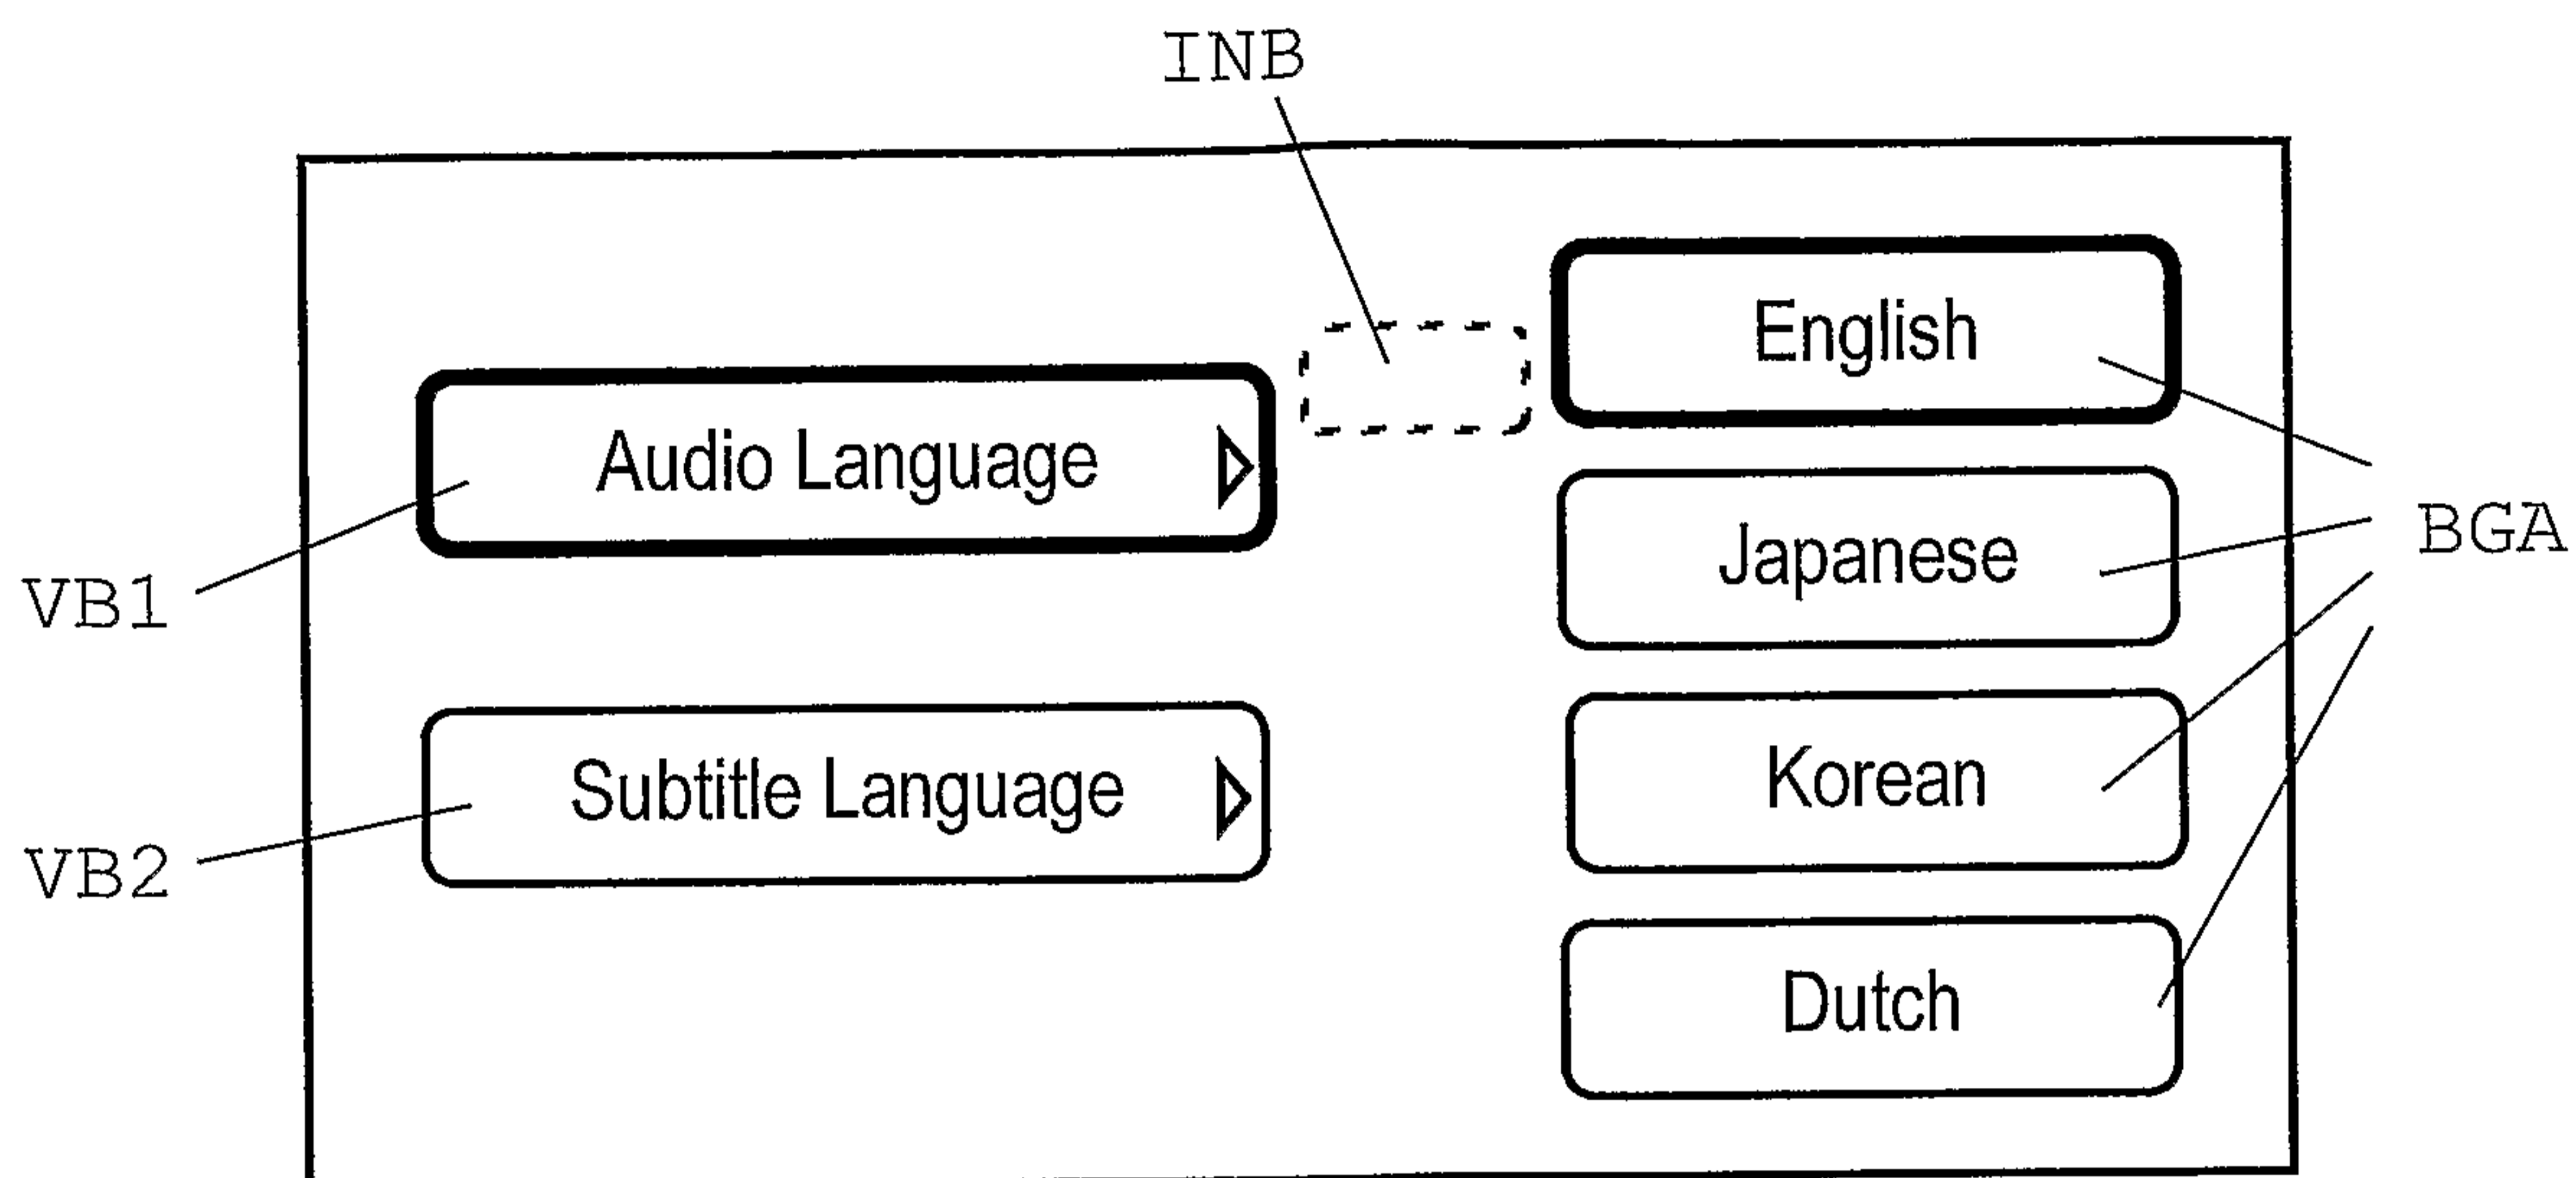 INB
English
Audio Language
Japanese
BGA
VB1
Korean
Subtitle Language
VB2
Dutch